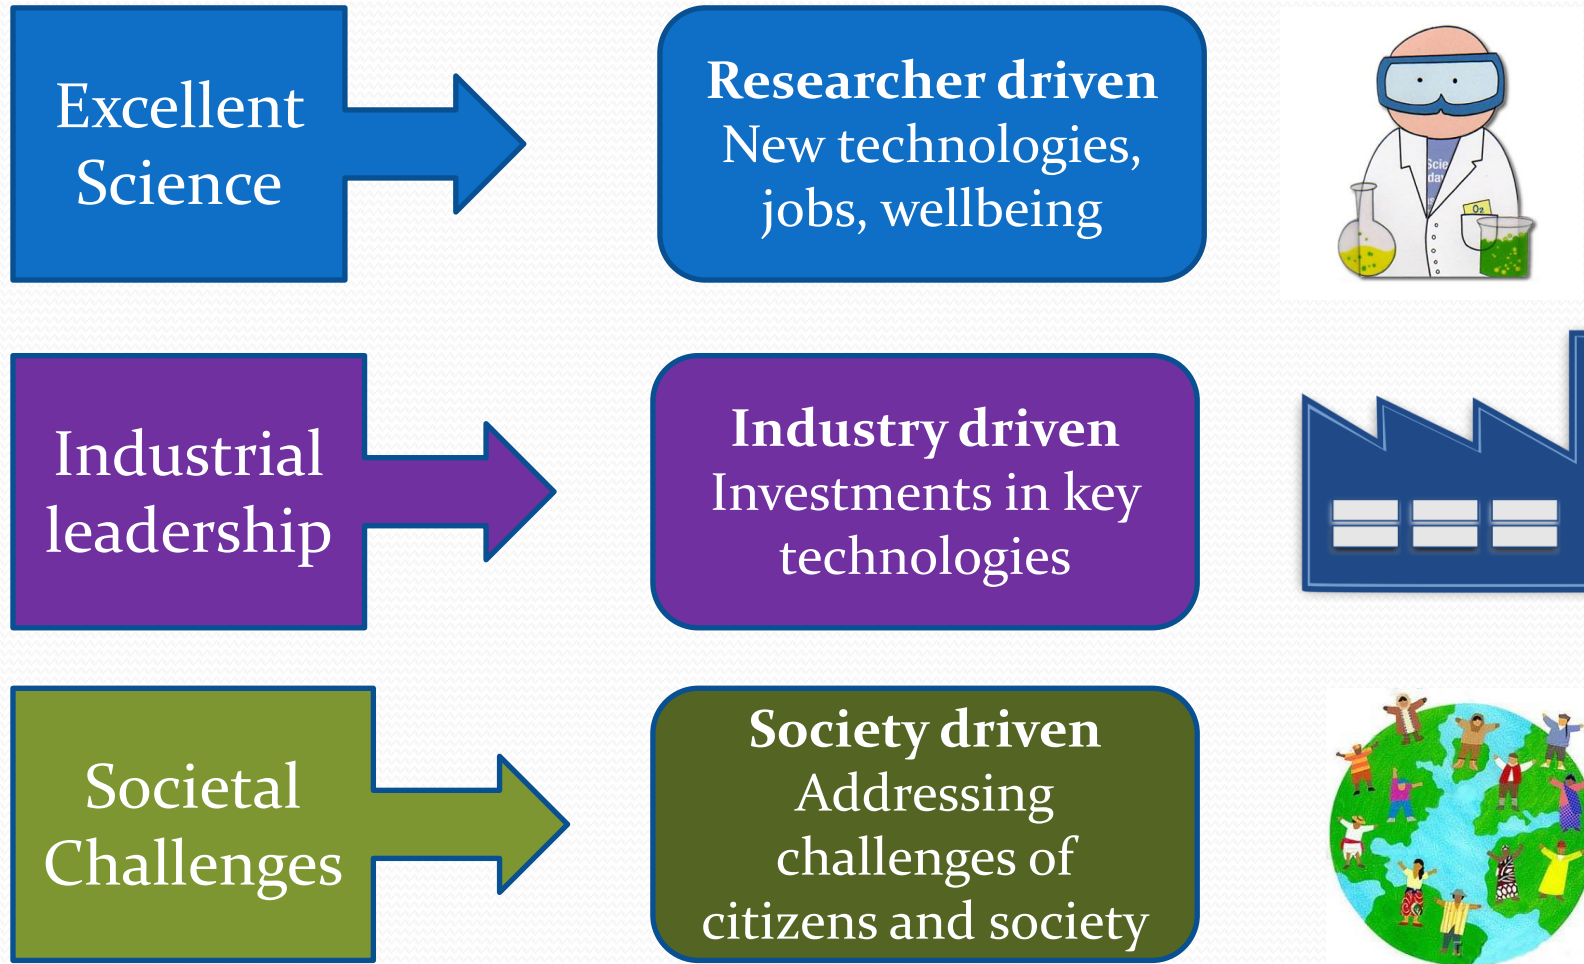 Excellent
Science
Researcher driven
New technologies,
jobs, wellbeing
O2
Industrial
leadership
Industry driven
Investments in key
technologies
Societal
Challenges
Society driven
Addressing
challenges of
citizens and society